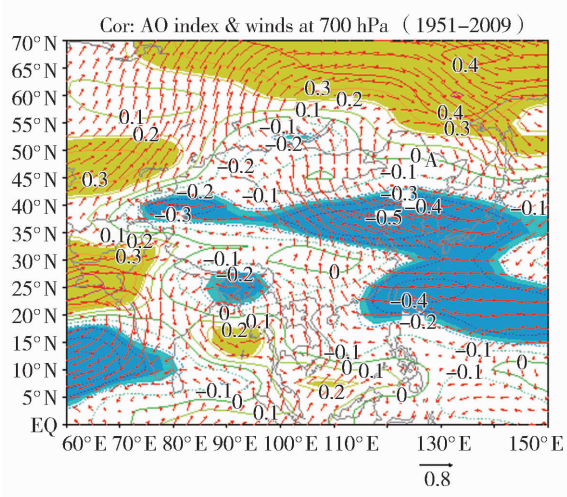 Cor: AO index & winds at 700 hPa ( 1951-2009 )
70° N
65° N
60° N
55° N
50° N
45° N
40° N
35° N
30° N
25° N
20° N
15° N
10° N
5° N
EQ
0.4
0.3
0.2
0.1
0.4
0.3
0.1
0.2
-0.1
-0.2
0 A
-0.1
-0.2
0.3
-0.2
-0.1
-0.3
-0.4
-0.3
-0.5
-0.1
0.1 0.2
0.3
-0.1
-0.2
0
-0.4
-0.2
0
0.1
0.2
-0.1
0 0.1
-0.1
-0.1
0
0.2
-0.1
0
0.1
0
60° E 70° E 80° E 90° E 100° E 110° E 130° E 150° E
0.8